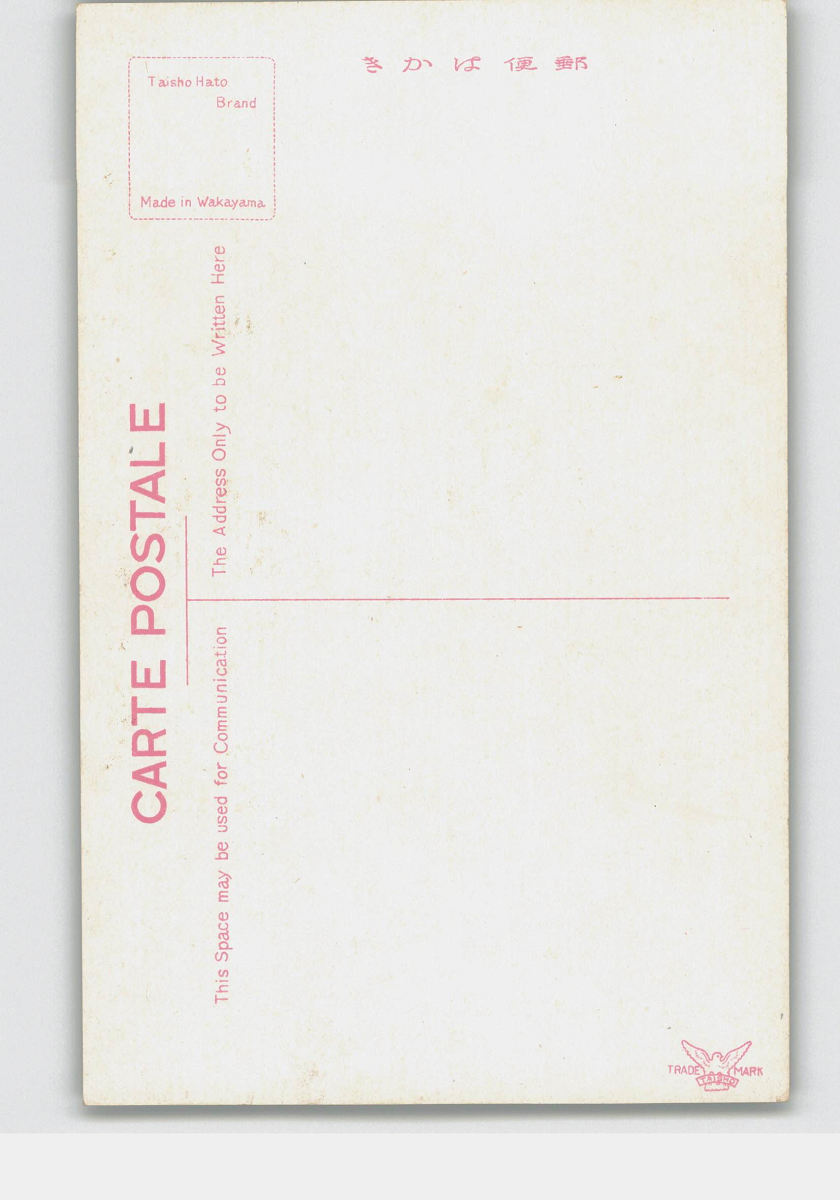 郵便はかき
Taisho Hato
Brand
Made in Wakayama
CARTE POSTALE
The Address Only to be Written Here
This Space may be used for Communication
TRADE MARK
TAISHO